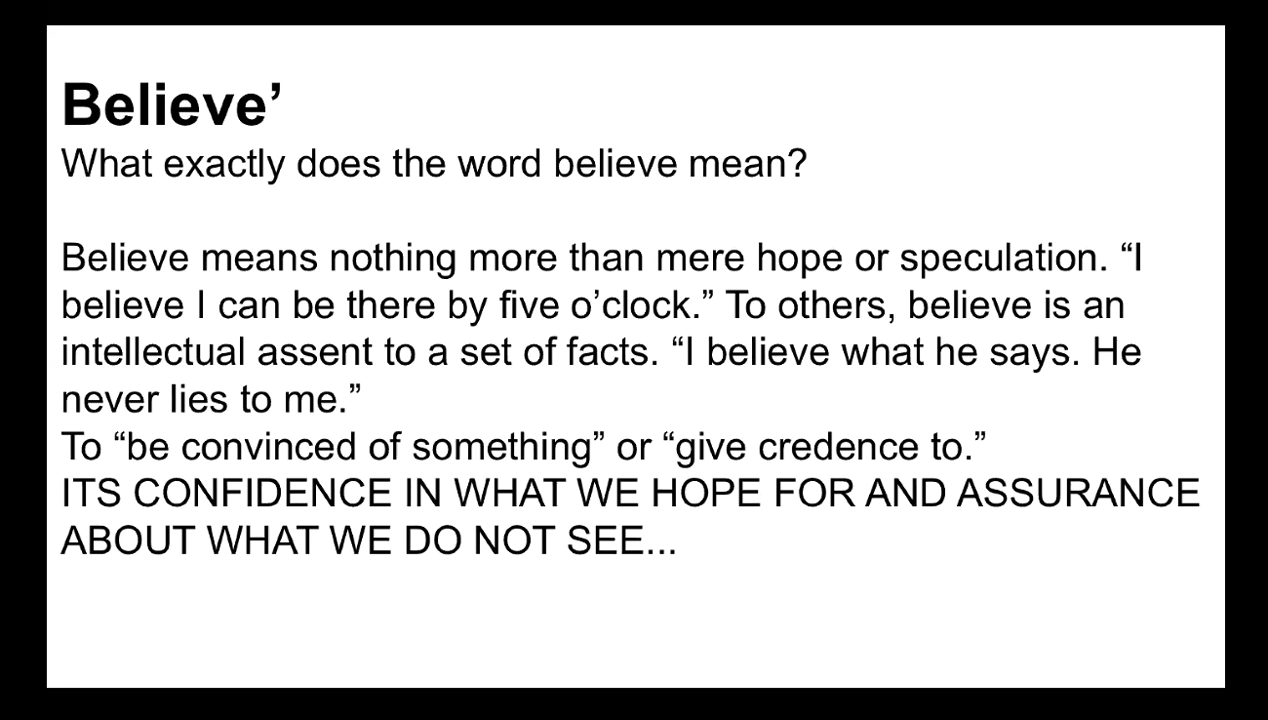 Believe’
What exactly does the word believe mean?
Believe means nothing more than mere hope or speculation. “I
believe I can be there by five o’clock.” To others, believe is an
intellectual assent to a set of facts. “I believe what he says. He
never lies to me.”
To “be convinced of something” or “give credence to.”
ITS CONFIDENCE IN WHAT WE HOPE FOR AND ASSURANCE
ABOUT WHAT WE DO NOT SEE...